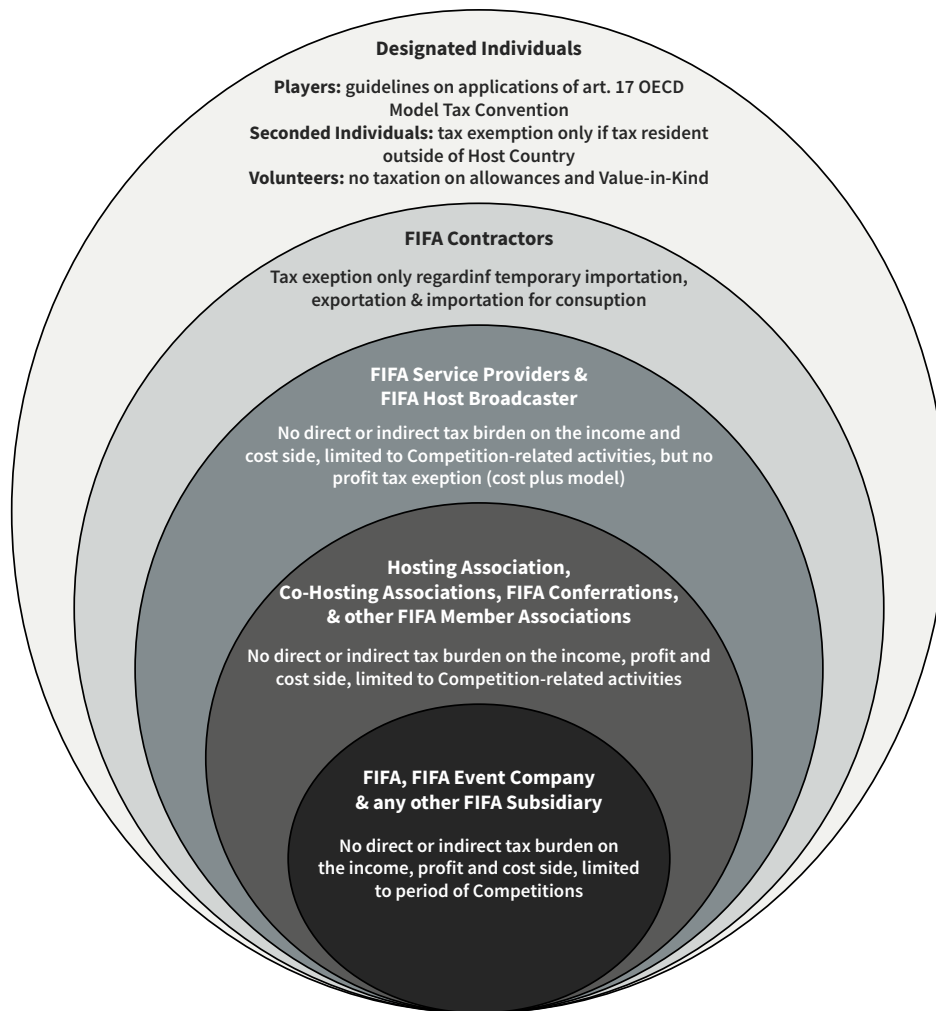 Designated Individuals
Players: guidelines on applications of art. 17 OECD
Model Tax Convention
Seconded Individuals: tax exemption only if tax resident
outside of Host Country
Volunteers: no taxation on allowances and Value-in-Kind
FIFA Contractors
Tax exeption only regardinf temporary importation,
exportation & importation for consuption
FIFA Service Providers &
FIFA Host Broadcaster
No direct or indirect tax birden on the income and
cost side, limited to Competition-related activities, but no
profit tax exeption (cost plus model)
Hosting Association,
Co-Hosting Associations, FIFA Conferrations,
& other FIFA Member Associations
No direct or indirect tax burden on the income, profit and
cost side, limited to Competition-related activities
FIFA, FIFA Event Company
& any other FIFA Subsidiary
No direct or indirect tax burden on
the income, profit and cost side, limited
to period of Competitions